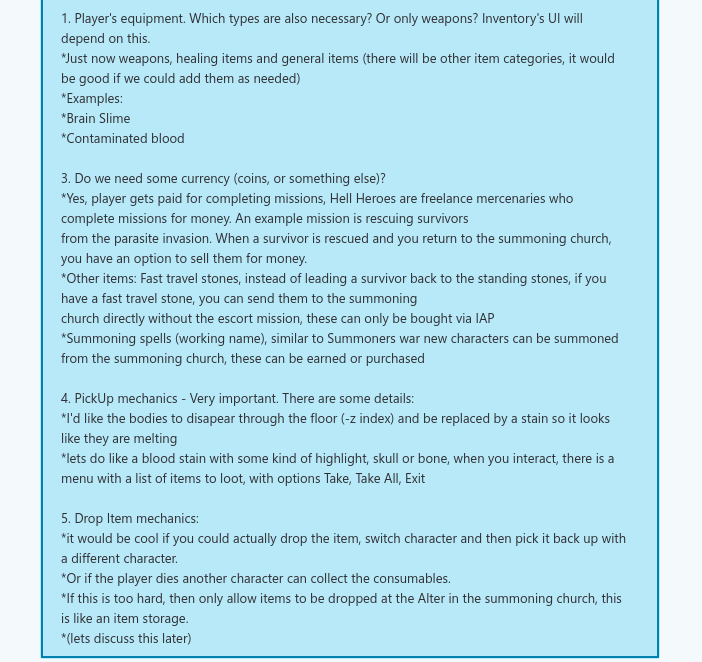 1. Player's equipment. Which types are also necessary? Or only weapons? Inventory's UI will
depend on this.
*Just now weapons, healing items and general items (there will be other item categories, it would
be good if we could add them as needed)
*Examples:
*Brain Slime
*Contaminated blood
3. Do we need some currency (coins, or something else)?
*Yes, player gets paid for completing missions, Hell Heroes are freelance mercenaries who
complete missions for money. An example mission is rescuing survivors
from the parasite invasion. When a survivor is rescued and you return to the summoning church,
you have an option to sell them for money.
*Other items: Fast travel stones, instead of leading a survivor back to the standing stones, if you
have a fast travel stone, you can send them to the summoning
church directly without the escort mission, these can only be bought via IAP
*Summoning spells (working name), similar to Summoners war new characters can be summoned
from the summoning church, these can be earned or purchased
4. PickUp mechanics - Very important. There are some details:
*I'd like the bodies to disapear through the floor (-z index) and be replaced by a stain so it looks
like they are melting
*lets do like a blood stain with some kind of highlight, skull or bone, when you interact, there is a
menu with a list of items to loot, with options Take, Take All, Exit
5. Drop Item mechanics:
*it would be cool if you could actually drop the item, switch character and then pick it back up with
a different character.
*Or if the player dies another character can collect the consumables.
*If this is too hard, then only allow items to be dropped at the Alter in the summoning church, this
is like an item storage.
*(lets discuss this later)